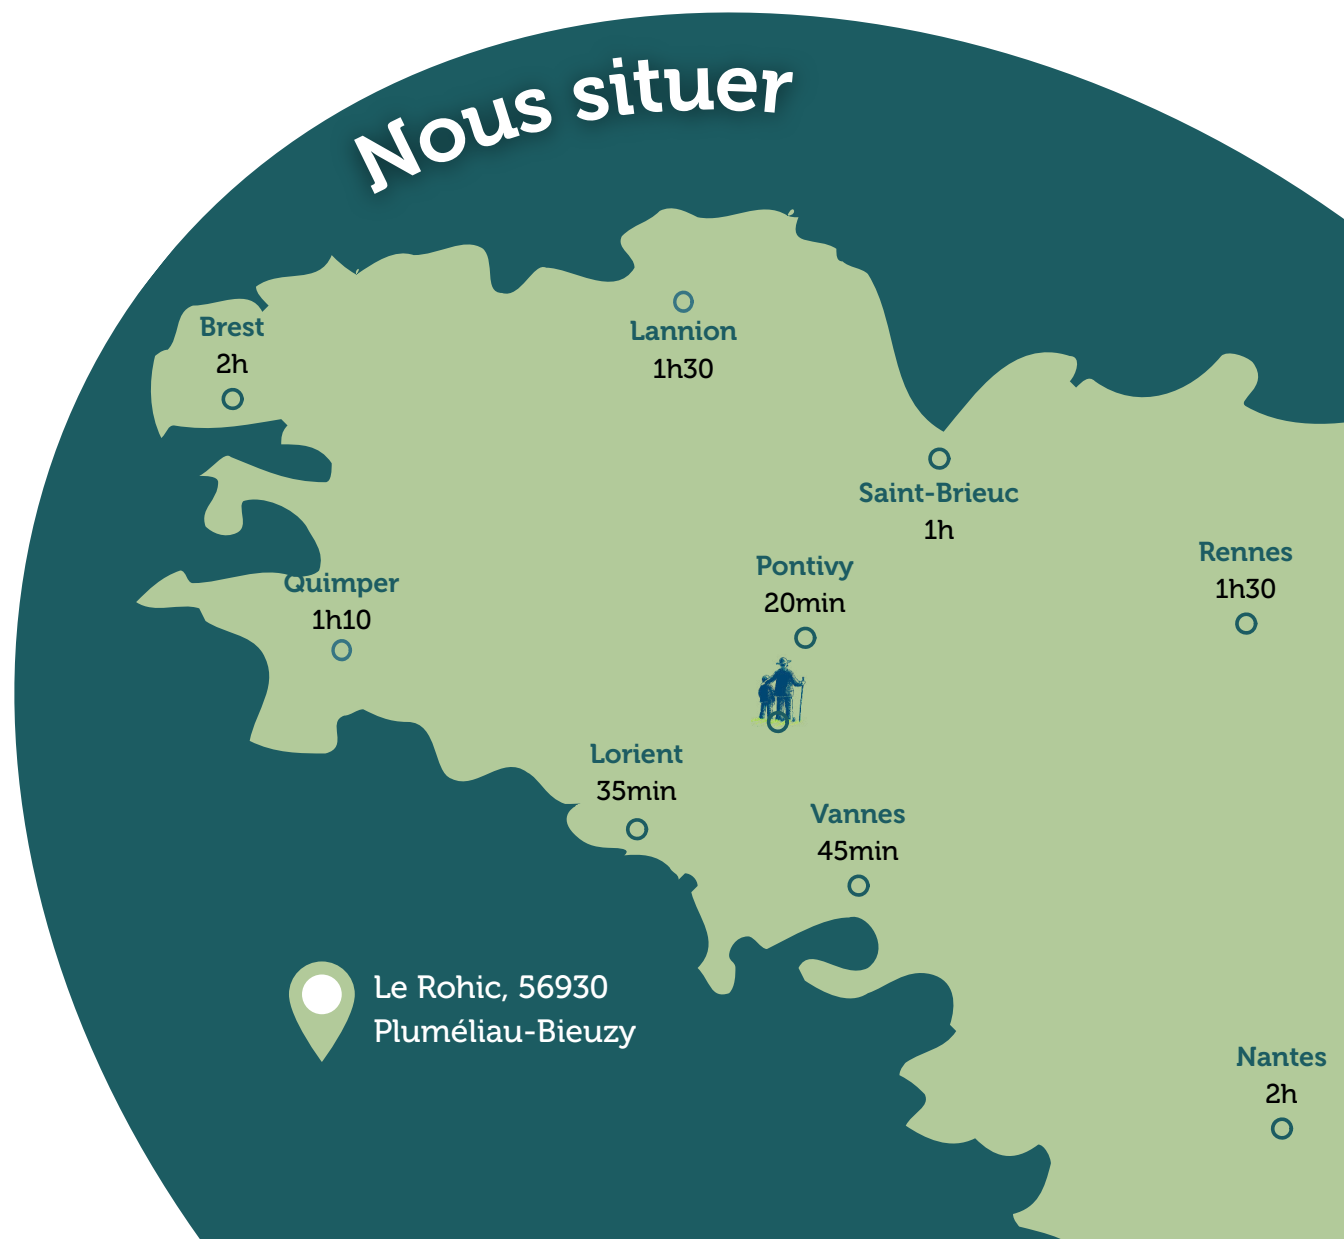 Nous situer
Brest
2h
Lannion
1h30
Saint-Brieuc
1h
Pontivy
20min
Rennes
1h30
Quimper
1h10
Lorient
35min
Vannes
45min
Le Rohic, 56930
Pluméliau-Bieuzy
Nantes
2h